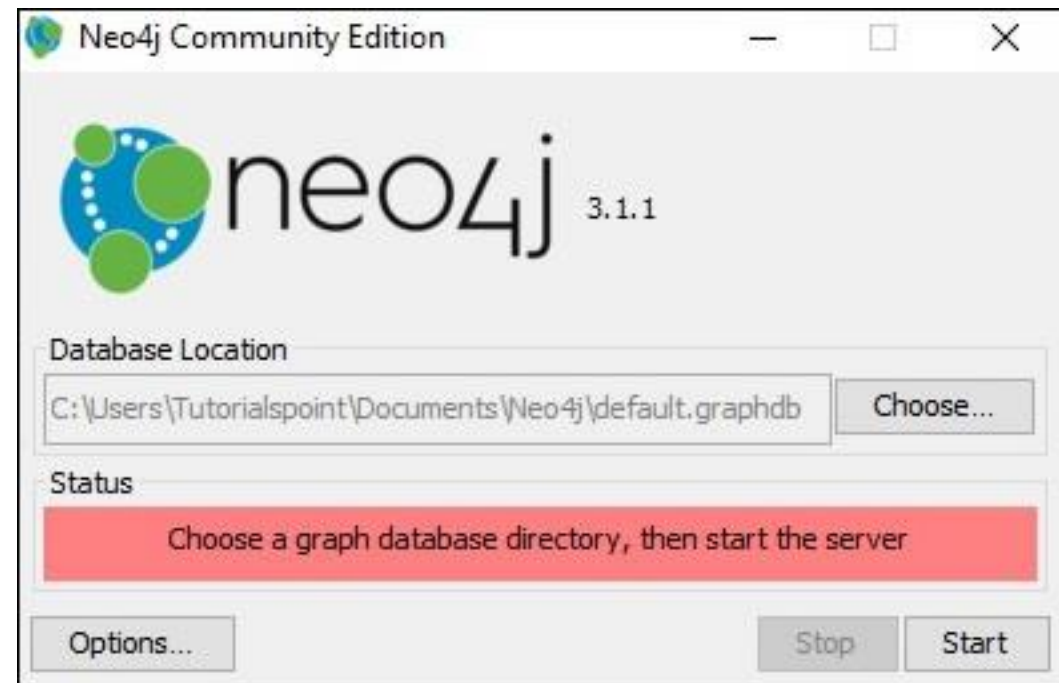 Neo4j Community Edition
neo4j 3.1.1
Database Location
C:\Users\Tutorialspoint\Documents\Neo4j\default.graphdb Choose...
Status
Choose a graph database directory, then start the server
Options... Stop Start